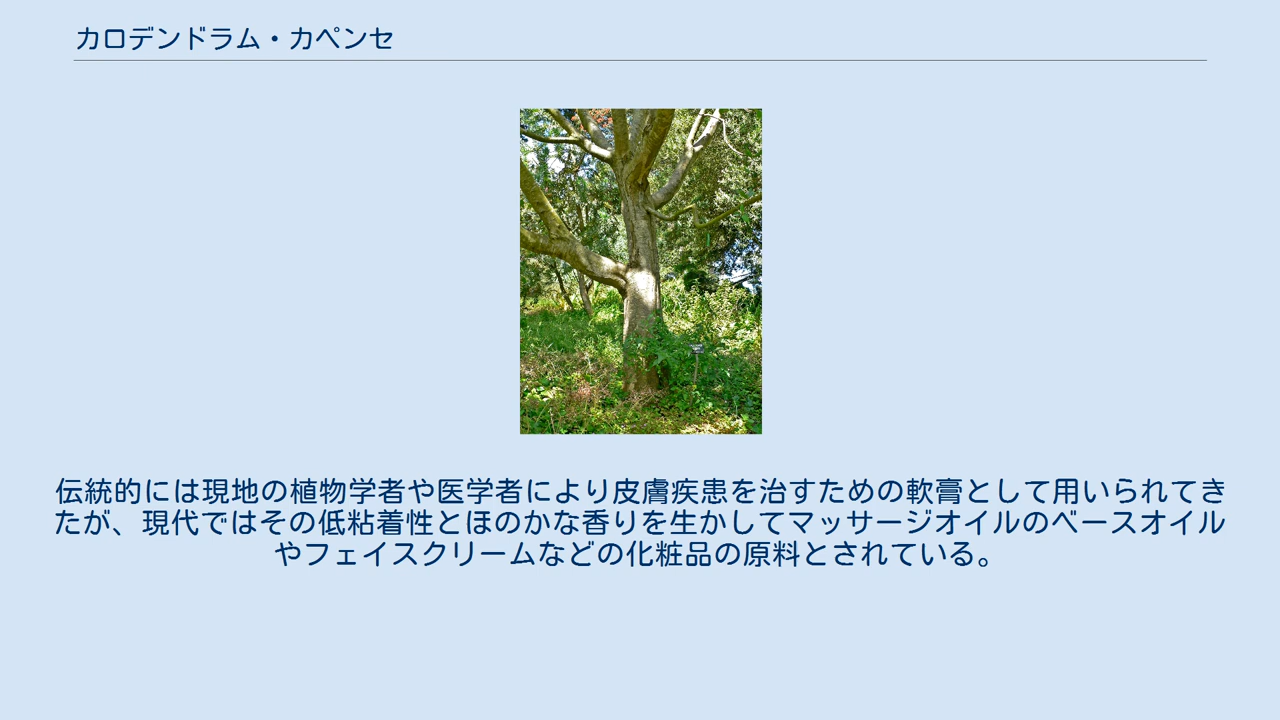 カロデンドラム・カペンセ
伝統的には現地の植物学者や医学者により皮膚疾患を治すための軟膏として用いられてき
たが、現代ではその低粘着性とほのかな香りを生かしてマッサージオイルのベースオイル
やフェイスクリームなどの化粧品の原料とされている。